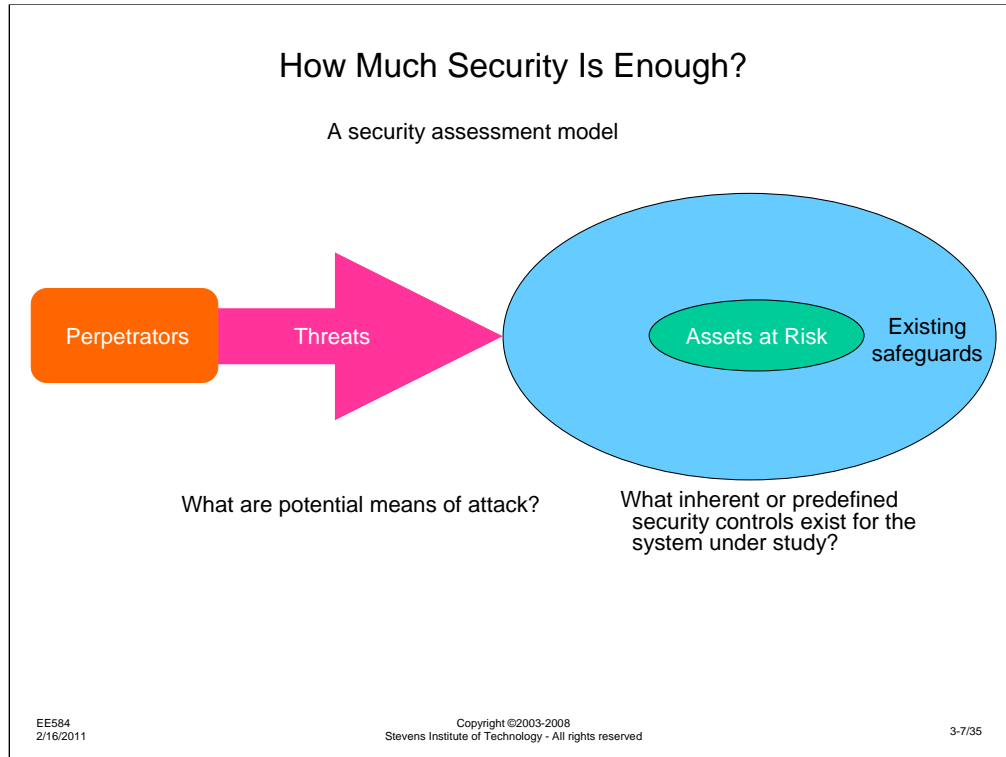 How Much Security Is Enough?
A security assessment model
Perpetrators
Threats
Assets at Risk
Existing
safeguards
What are potential means of attack?
What inherent or predefined
security controls exist for the
system under study?
EE584
2/16/2011
Copyright ©2003-2008
Stevens Institute of Technology - All rights reserved
3-7/35